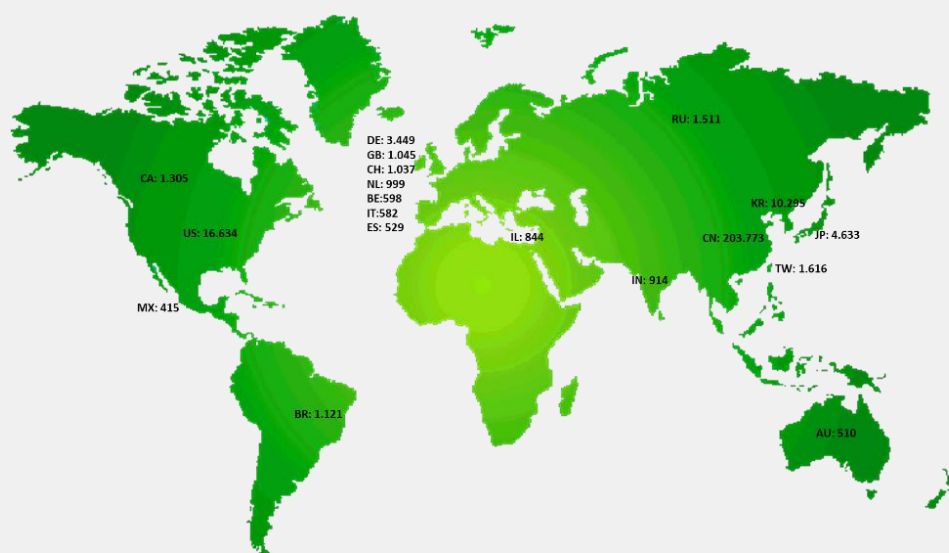 RU: 1.511
DE: 3.449
GB: 1.045
CH: 1.037
NL: 999
BE:598
IT:582
ES: 529
CA: 1.305
KR: 10.295
US: 16.634
IL: 844
CN: 203.773
JP: 4.633
TW: 1.616
IN: 914
MX: 415
BR: 1.121
AU: 510